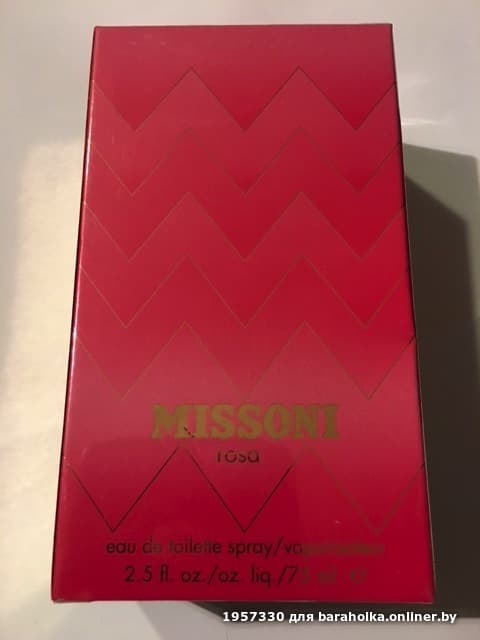 MISSONI
rosa
eau de toilette spray/vaporisateur
2.5 fl. oz./oz. liq./75 ml. e
1957330 для baraholka.onliner.by